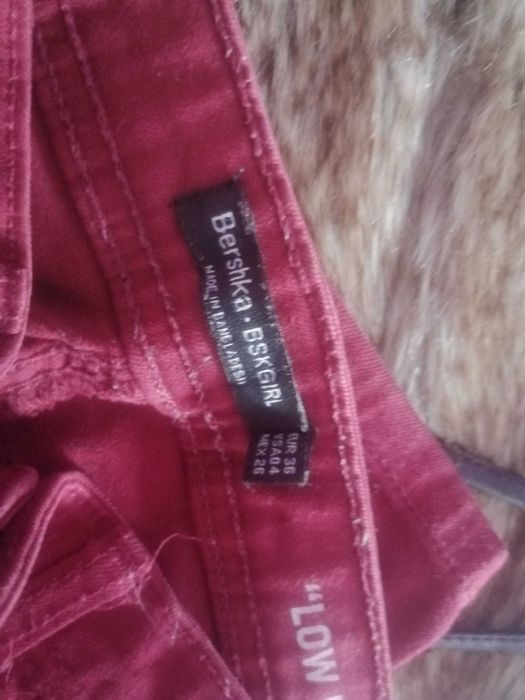 Bershka · BSKGIRL
MADE IN BANGLADESH
EUR 36
USA 04
MEX 26
"LOW